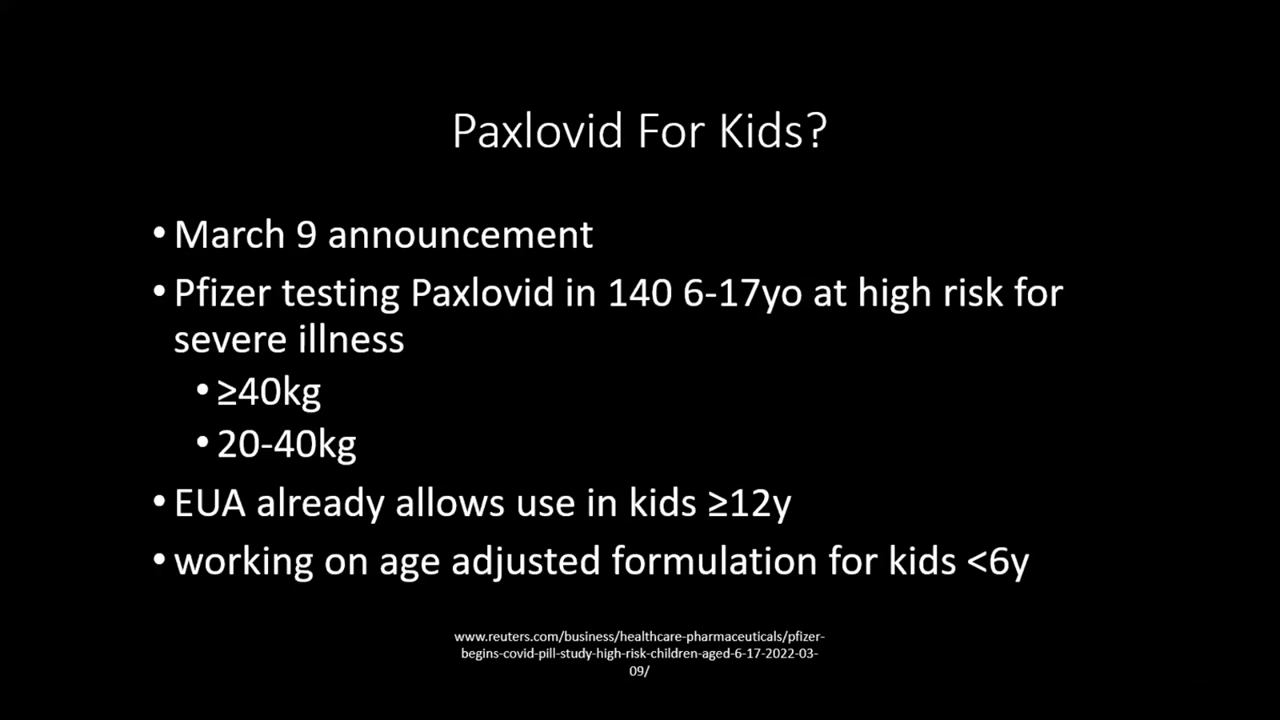 Paxlovid For Kids?
• March 9 announcement
• Pfizer testing Paxlovid in 140 6-17yo at high risk for
severe illness
• ≥40kg
• 20-40kg
• EUA already allows use in kids ≥12y
• working on age adjusted formulation for kids <6y
www.reuters.com/business/healthcare-pharmaceuticals/pfizer-
begins-covid-pill-study-high-risk-children-aged-6-17-2022-03-
09/